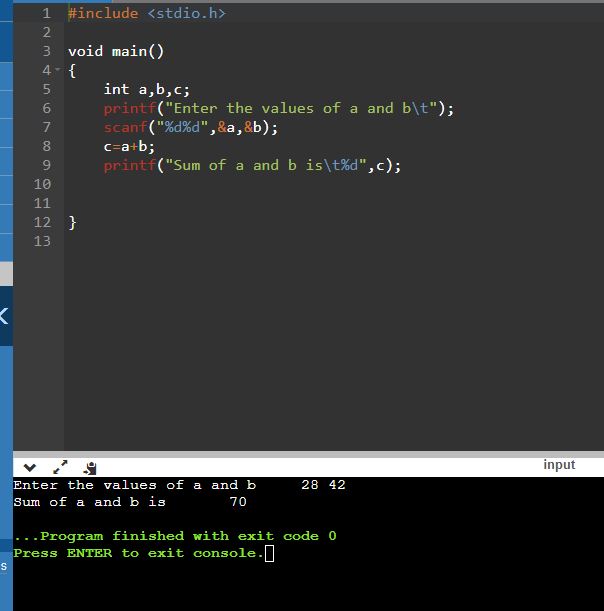 1 #include <stdio.h>
2
3 void main()
4 {
5     int a,b,c;
6     printf("Enter the values of a and b\t");
7     scanf("%d%d",&a,&b);
8     c=a+b;
9     printf("Sum of a and b is\t%d",c);
10
11
12 }
13
input
Enter the values of a and b     28 42
Sum of a and b is       70
...Program finished with exit code 0
Press ENTER to exit console.
s